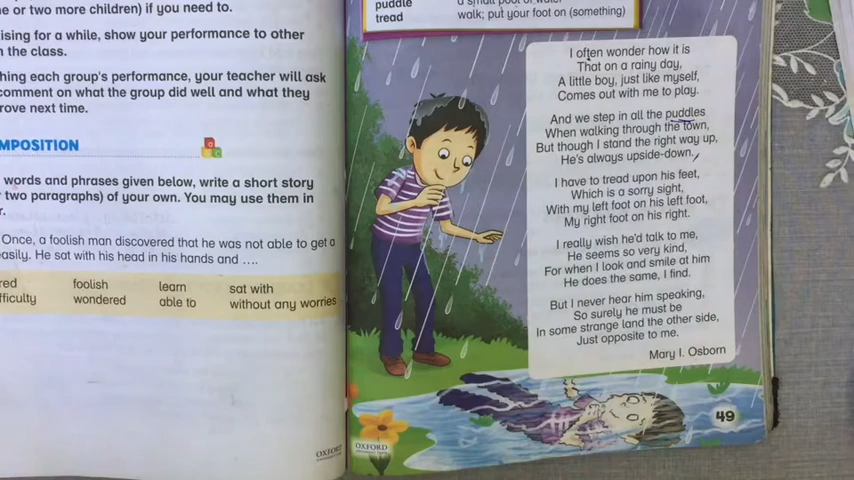 e or two more children) if you need to.
ising for a while, show your performance to other
n the class.
hing each group's performance, your teacher will ask
comment on what the group did well and what they
rove next time.
MPOSITION
words and phrases given below, write a short story
two paragraphs) of your own. You may use them in
r.
Once, a foolish man discovered that he was not able to get a
easily. He sat with his head in his hands and ....
red foolish learn sat with
fficulty wondered able to without any worries
OXFORD
puddle a small pool of water
tread walk; put your foot on (something)
I often wonder how it is
That on a rainy day,
A little boy, just like myself,
Comes out with me to play.
And we step in all the puddles
When walking through the town,
But though I stand the right way up,
He's always upside-down.
I have to tread upon his feet,
Which is a sorry sight,
With my left foot on his left foot,
My right foot on his right.
I really wish he'd talk to me,
He seems so very kind,
For when I look and smile at him
He does the same, I find.
But I never hear him speaking,
So surely he must be
In some strange land the other side,
Just opposite to me.
Mary I. Osborn
49
OXFORD